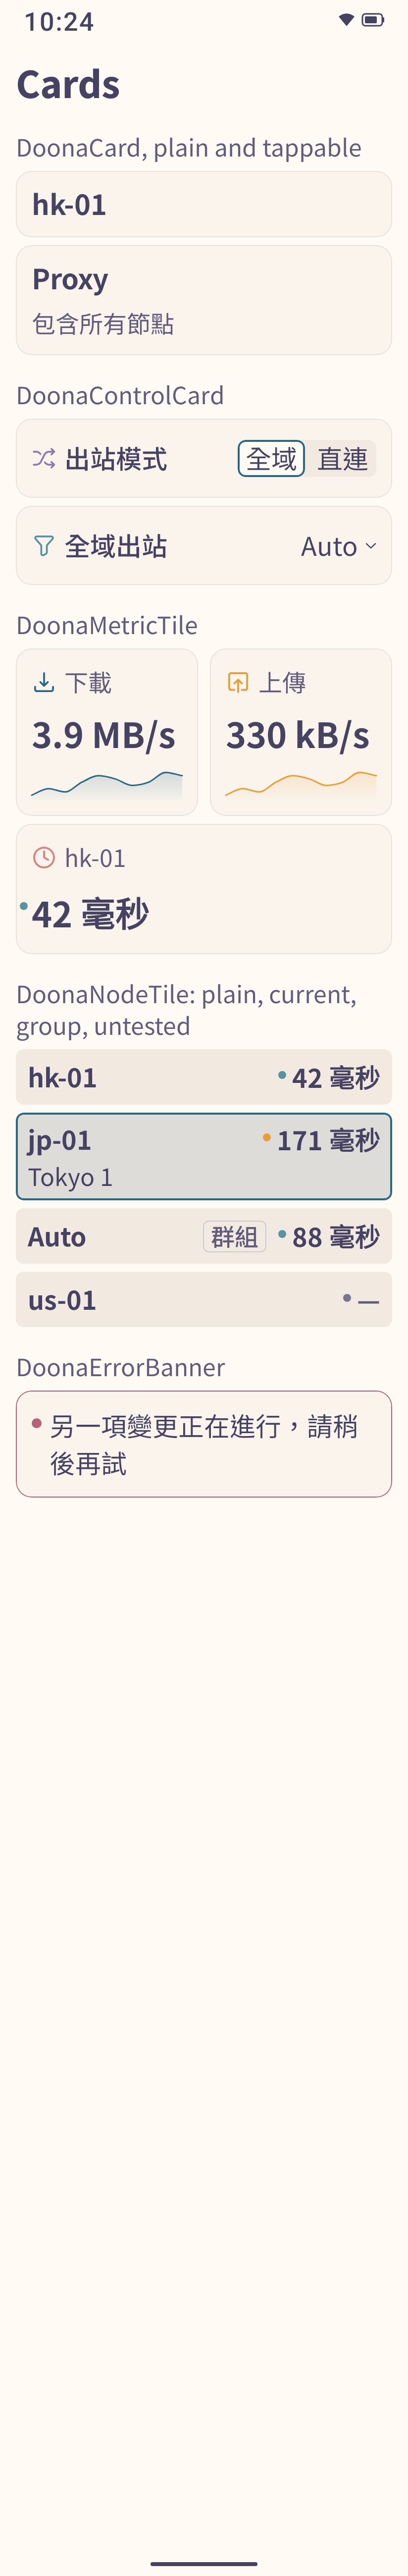 10:24
Cards
DoonaCard, plain and tappable
hk-01
Proxy
包含所有節點
DoonaControlCard
出站模式 全域 直連
全域出站 Auto
DoonaMetricTile
下載 上傳
3.9 MB/s 330 kB/s
hk-01
42 毫秒
DoonaNodeTile: plain, current,
group, untested
hk-01 42 毫秒
jp-01 171 毫秒
Tokyo 1
Auto 群組 88 毫秒
us-01 —
DoonaErrorBanner
另一項變更正在進行，請稍
後再試